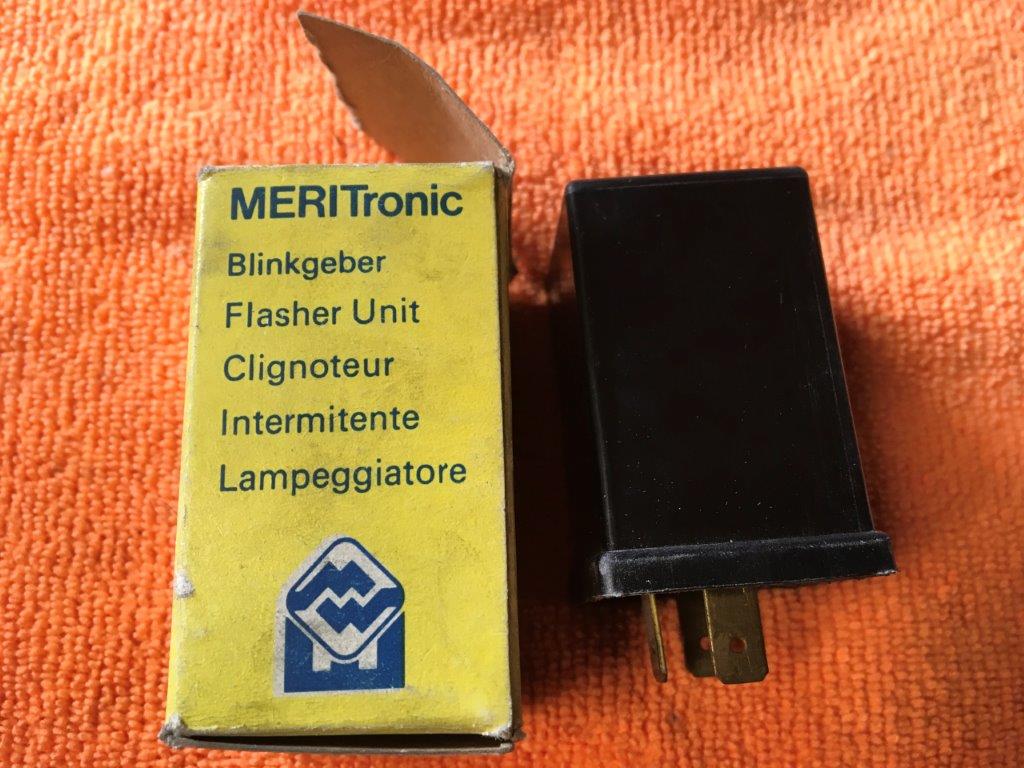 MERITronic
Blinkgeber
Flasher Unit
Clignoteur
Intermitente
Lampeggiatore